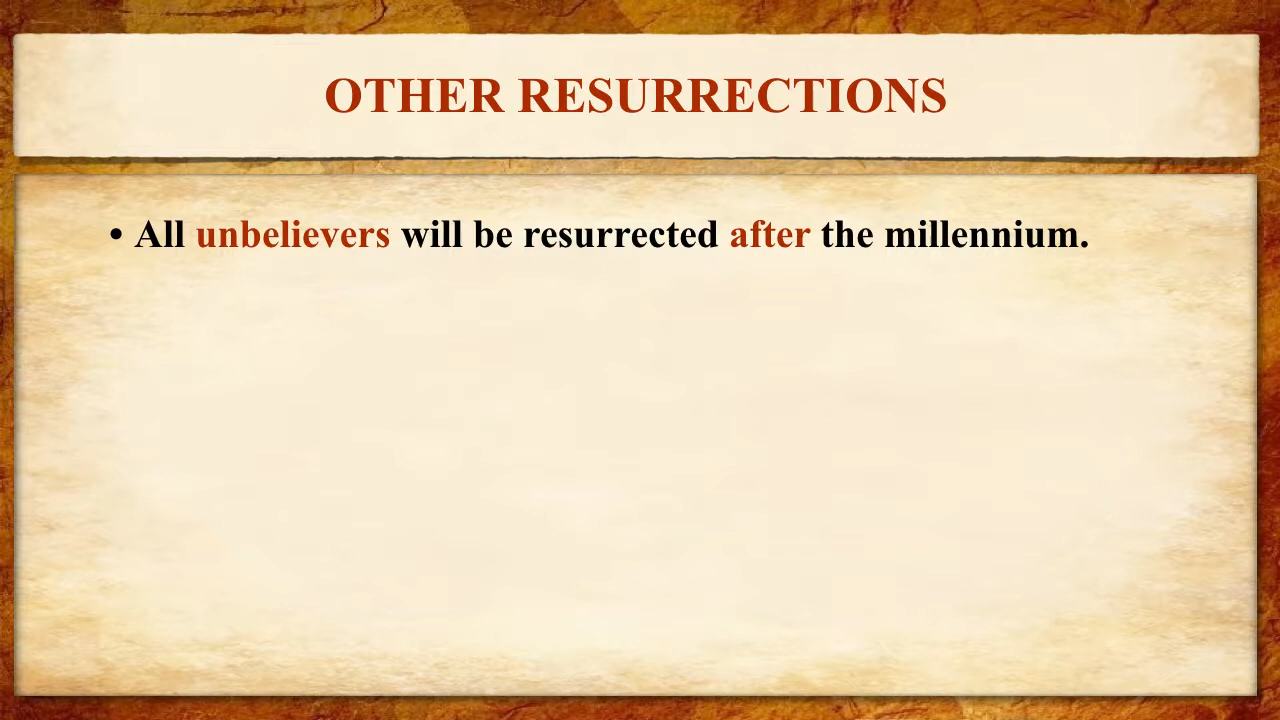 OTHER RESURRECTIONS
• All unbelievers will be resurrected after the millennium.